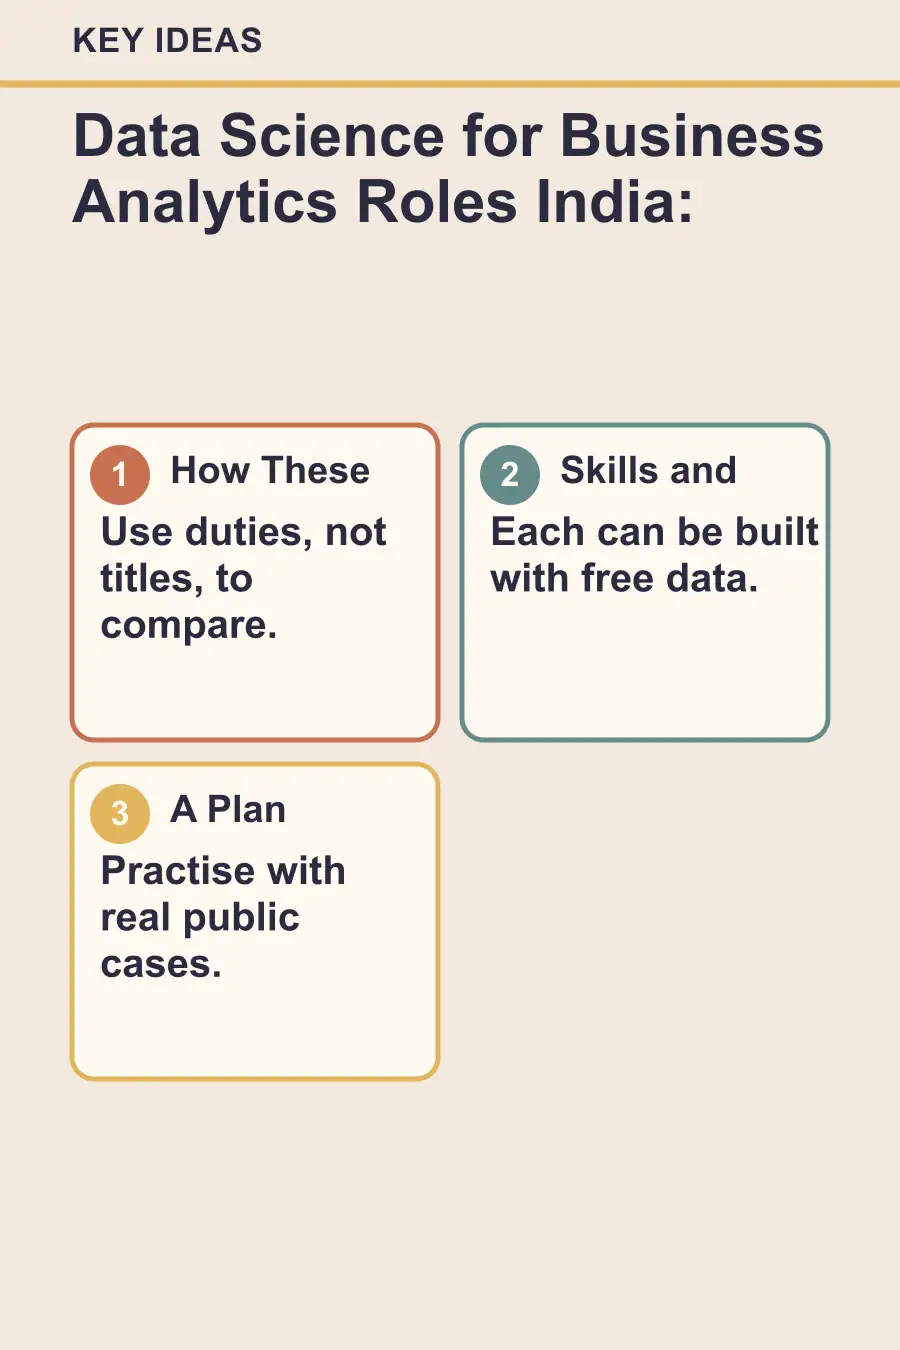 KEY IDEAS
Data Science for Business
Analytics Roles India:
1 How These
Use duties, not
titles, to
compare.
2 Skills and
Each can be built
with free data.
3 A Plan
Practise with
real public
cases.